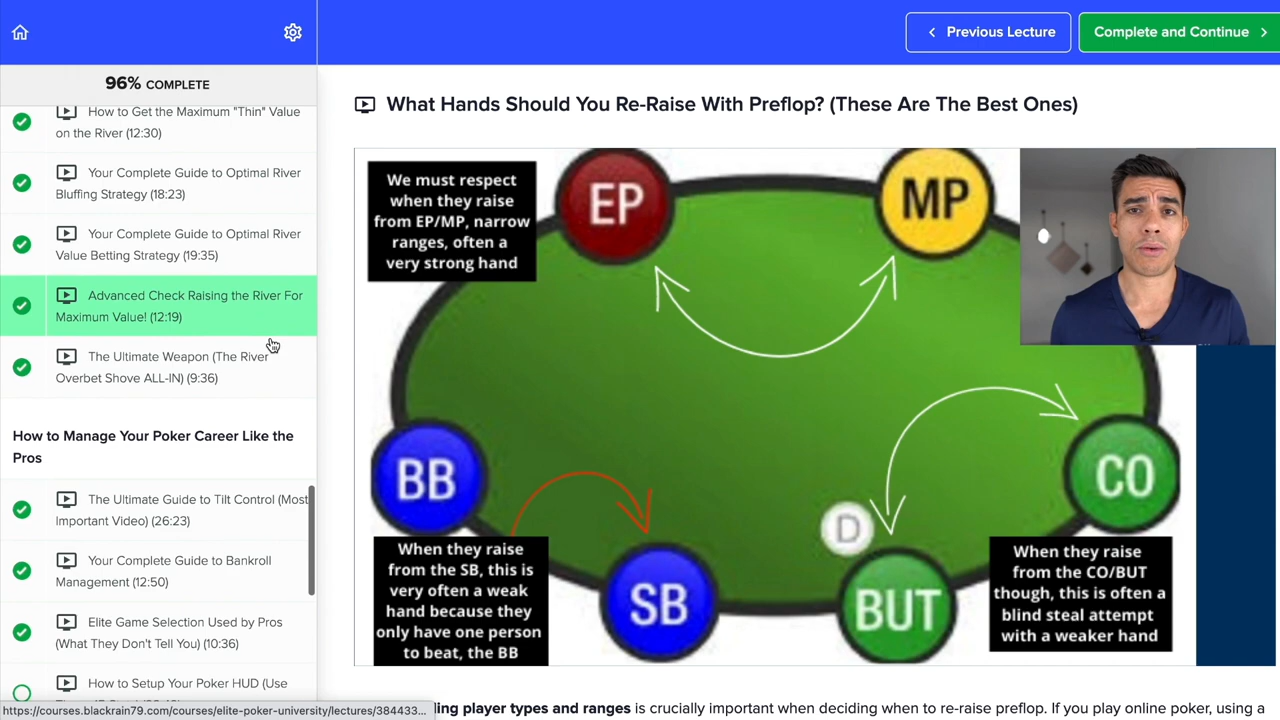 Previous Lecture
Complete and Continue
96% COMPLETE
How to Get the Maximum "Thin" Value
on the River (12:30)
Your Complete Guide to Optimal River
Bluffing Strategy (18:23)
Your Complete Guide to Optimal River
Value Betting Strategy (19:35)
Advanced Check Raising the River For
Maximum Value! (12:19)
The Ultimate Weapon (The River
Overbet Shove ALL-IN) (9:36)
How to Manage Your Poker Career Like the
Pros
The Ultimate Guide to Tilt Control (Most
Important Video) (26:23)
Your Complete Guide to Bankroll
Management (12:50)
Elite Game Selection Used by Pros
(What They Don't Tell You) (10:36)
How to Setup Your Poker HUD (Use
https://courses.blackrain79.com/courses/elite-poker-university/lectures/384433...
What Hands Should You Re-Raise With Preflop? (These Are The Best Ones)
We must respect
when they raise
from EP/MP, narrow
ranges, often a
very strong hand
EP
MP
BB
CO
D
SB
BUT
When they raise
from the SB, this is
very often a weak
hand because they
only have one person
to beat, the BB
When they raise
from the CO/BUT
though, this is often a
blind steal attempt
with a weaker hand
ling player types and ranges is crucially important when deciding when to re-raise preflop. If you play online poker, using a